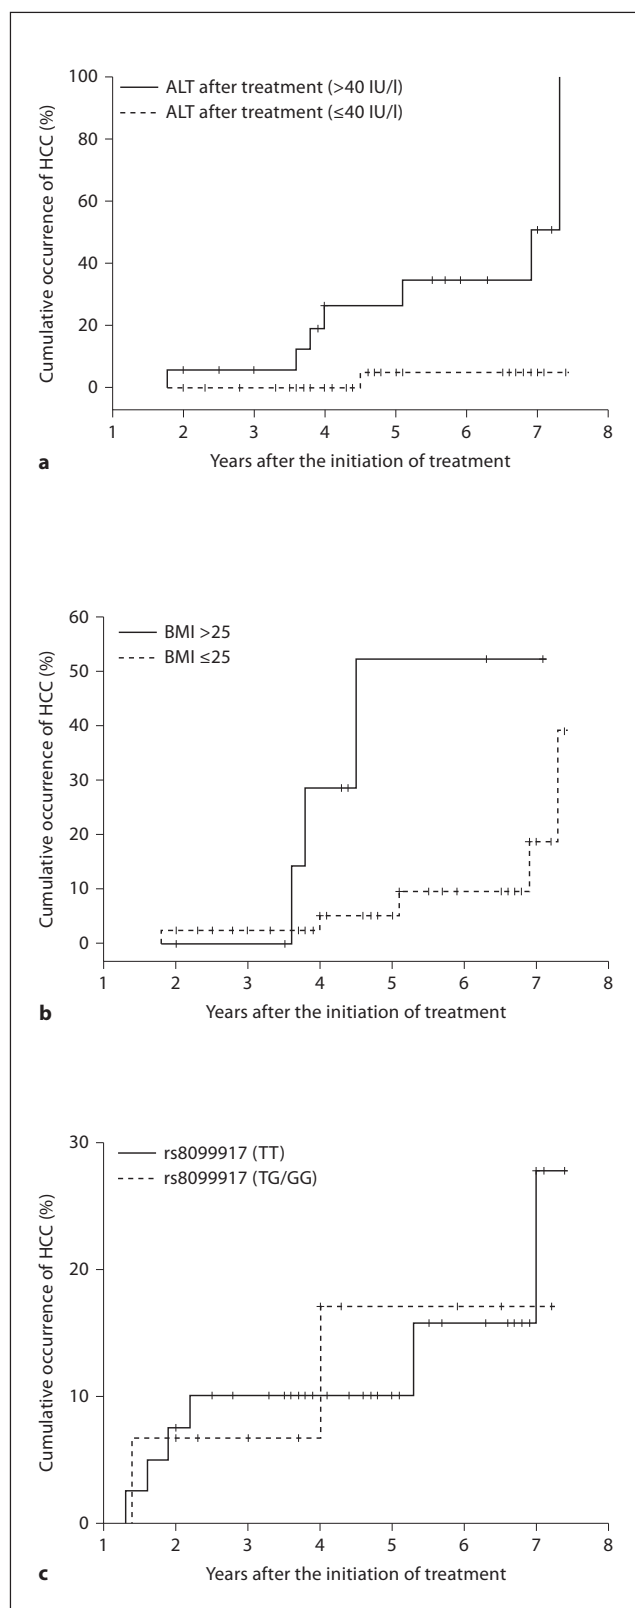 ALT after treatment (>40 IU/l)
ALT after treatment (≤40 IU/l)
Cumulative occurrence of HCC (%)
100
80
60
40
20
0
1 2 3 4 5 6 7 8
Years after the initiation of treatment
a
BMI >25
BMI ≤25
Cumulative occurrence of HCC (%)
60
50
40
30
20
10
0
1 2 3 4 5 6 7 8
Years after the initiation of treatment
b
rs8099917 (TT)
rs8099917 (TG/GG)
Cumulative occurrence of HCC (%)
30
20
10
0
1 2 3 4 5 6 7 8
Years after the initiation of treatment
c